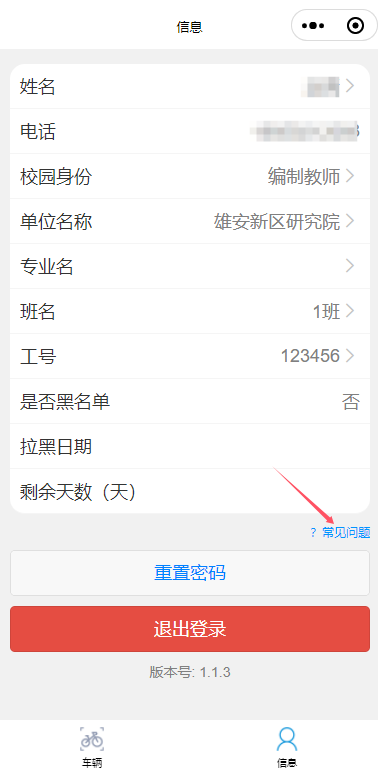 信息
姓名
电话
校园身份 编制教师
单位名称 雄安新区研究院
专业名
班名 1班
工号 123456
是否黑名单 否
拉黑日期
剩余天数（天）
? 常见问题
重置密码
退出登录
版本号: 1.1.3
车辆 信息